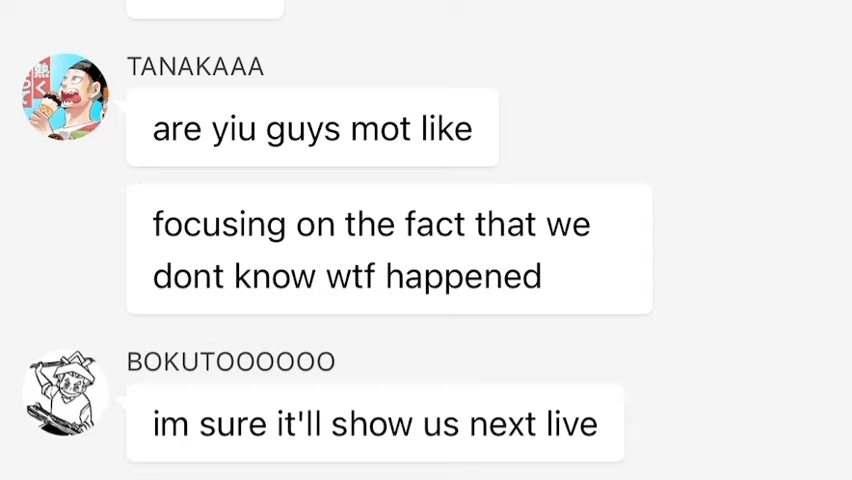 TANAKAAA
are yiu guys mot like
focusing on the fact that we
dont know wtf happened
BOKUTOOOOOO
im sure it'll show us next live